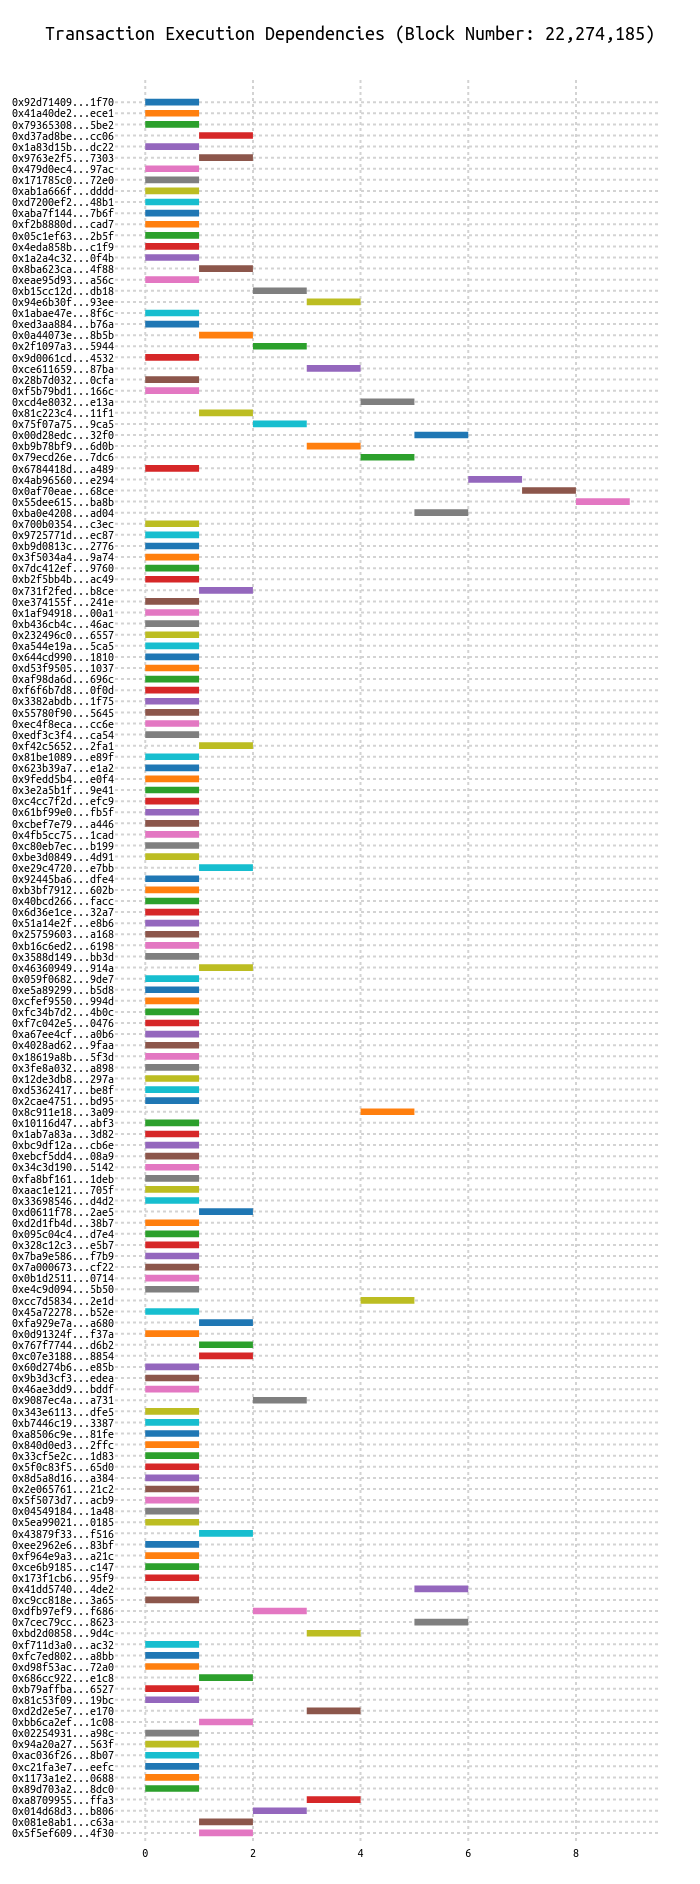 Transaction Execution Dependencies (Block Number: 22,274,185)
0x92d71409...1f70
0x41a40de2...ece1
0x79365308...5be2
0xd37ad8be...cc06
0x1a83d15b...dc22
0x9763e2f5...7303
0x479d0ec4...97ac
0x171785c0...72e0
0xab1a666f...dddd
0xd7200ef2...48b1
0xaba7f144...7b6f
0xf2b8880d...cad7
0x05c1ef63...2b5f
0x4eda858b...c1f9
0x1a2a4c32...0f4b
0x8ba623ca...4f88
0xeae95d93...a56c
0xb15cc12d...db18
0x94e6b30f...93ee
0x1abae47e...8f6c
0xed3aa884...b76a
0x0a44073e...8b5b
0x2f1097a3...5944
0x9d0061cd...4532
0xce611659...87ba
0x28b7d032...0cfa
0xf5b79bd1...166c
0xcd4e8032...e13a
0x81c223c4...11f1
0x75f07a75...9ca5
0x00d28edc...32f0
0xb9b78bf9...6d0b
0x79ecd26e...7dc6
0x6784418d...a489
0x4ab96560...e294
0x0af70eae...68ce
0x55dee615...ba8b
0xba0e4208...ad04
0x700b0354...c3ec
0x9725771d...ec87
0xb9d0813c...2776
0x3f5034a4...9a74
0x7dc412ef...9760
0xb2f5bb4b...ac49
0x731f2fed...b8ce
0xe374155f...241e
0x1af94918...00a1
0xb436cb4c...46ac
0x232496c0...6557
0xa544e19a...5ca5
0x644cd990...1810
0xd53f9505...1037
0xaf98da6d...696c
0xf6f6b7d8...0f0d
0x3382abdb...1f75
0x55780f90...5645
0xec4f8eca...cc6e
0xedf3c3f4...ca54
0xf42c5652...2fa1
0x81be1089...e89f
0x623b39a7...e1a2
0x9fedd5b4...e0f4
0x3e2a5b1f...9e41
0xc4cc7f2d...efc9
0x61bf99e0...fb5f
0xcbef7e79...a446
0x4fb5cc75...1cad
0xc80eb7ec...b199
0xbe3d0849...4d91
0xe29c4720...e7bb
0x92445ba6...dfe4
0xb3bf7912...602b
0x40bcd266...facc
0x6d36e1ce...32a7
0x51a14e2f...e8b6
0x25759603...a168
0xb16c6ed2...6198
0x3588d149...bb3d
0x46360949...914a
0x059f0682...9de7
0xe5a89299...b5d8
0xcfef9550...994d
0xfc34b7d2...4b0c
0xf7c042e5...0476
0xa67ee4cf...a0b6
0x4028ad62...9faa
0x18619a8b...5f3d
0x3fe8a032...a898
0x12de3db8...297a
0xd5362417...be8f
0x2cae4751...bd95
0x8c911e18...3a09
0x10116d47...abf3
0x1ab7a83a...3d82
0xbc9df12a...cb6e
0xebcf5dd4...08a9
0x34c3d190...5142
0xfa8bf161...1deb
0xaac1e121...705f
0x33698546...d4d2
0xd0611f78...2ae5
0xd2d1fb4d...38b7
0x095c04c4...d7e4
0x328c12c3...e5b7
0x7ba9e586...f7b9
0x7a000673...cf22
0x0b1d2511...0714
0xe4c9d094...5b50
0xcc7d5834...2e1d
0x45a72278...b52e
0xfa929e7a...a680
0x0d91324f...f37a
0x767f7744...d6b2
0xc07e3188...8854
0x60d274b6...e85b
0x9b3d3cf3...edea
0x46ae3dd9...bddf
0x9087ec4a...a731
0x343e6113...dfe5
0xb7446c19...3387
0xa8506c9e...81fe
0x840d0ed3...2ffc
0x33cf5e2c...1d83
0x5f0c83f5...65d0
0x8d5a8d16...a384
0x2e065761...21c2
0x5f5073d7...acb9
0x04549184...1a48
0x5ea99021...0185
0x43879f33...f516
0xee2962e6...83bf
0xf964e9a3...a21c
0xce6b9185...c147
0x173f1cb6...95f9
0x41dd5740...4de2
0xc9cc818e...3a65
0xdfb97ef9...f686
0x7cec79cc...8623
0xbd2d0858...9d4c
0xf711d3a0...ac32
0xfc7ed802...a8bb
0xd98f53ac...72a0
0x686cc922...e1c8
0xb79affba...6527
0x81c53f09...19bc
0xd2d2e5e7...e170
0xbb6ca2ef...1c08
0x02254931...a98c
0x94a20a27...563f
0xac036f26...8b07
0xc21fa3e7...eefc
0x1173a1e2...0688
0x89d703a2...8dc0
0xa8709955...ffa3
0x014d68d3...b806
0x081e8ab1...c63a
0x5f5ef609...4f30
0 2 4 6 8